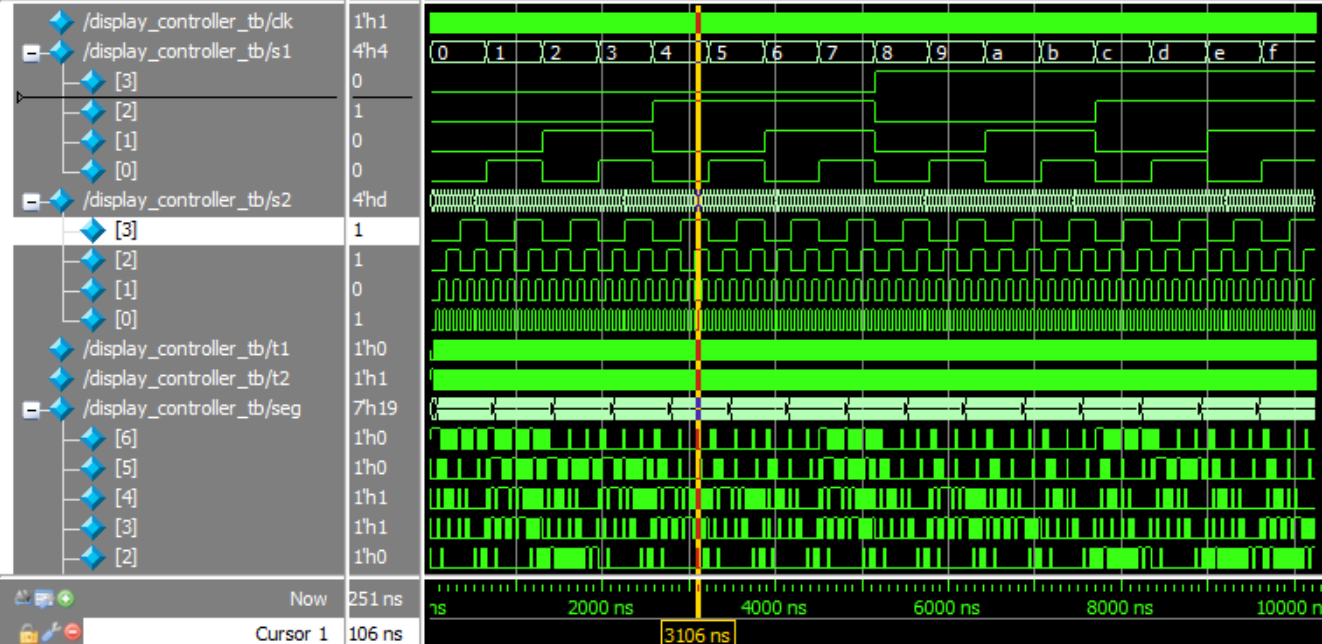 /display_controller_tb/clk 1'h1
/display_controller_tb/s1 4'h4 0 1 2 3 4 5 6 7 8 9 a b c d e f
[3] 0
[2] 1
[1] 0
[0] 0
/display_controller_tb/s2 4'hd
[3] 1
[2] 1
[1] 0
[0] 1
/display_controller_tb/t1 1'h0
/display_controller_tb/t2 1'h1
/display_controller_tb/seg 7'h19
[6] 1'h0
[5] 1'h0
[4] 1'h1
[3] 1'h1
[2] 1'h0
Now 251 ns ns 2000 ns 4000 ns 6000 ns 8000 ns 10000 n
Cursor 1 106 ns 3106 ns